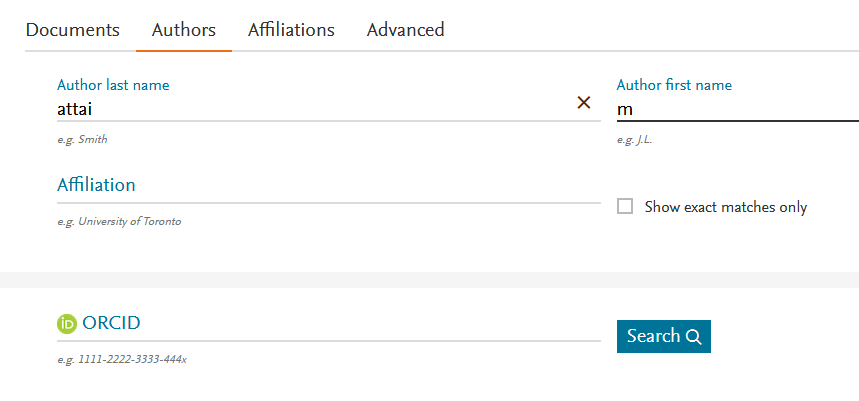 Documents Authors Affiliations Advanced
Author last name Author first name
attai m
e.g. Smith e.g. J.L.
Affiliation
Show exact matches only
e.g. University of Toronto
iD ORCID
Search
e.g. 1111-2222-3333-444x